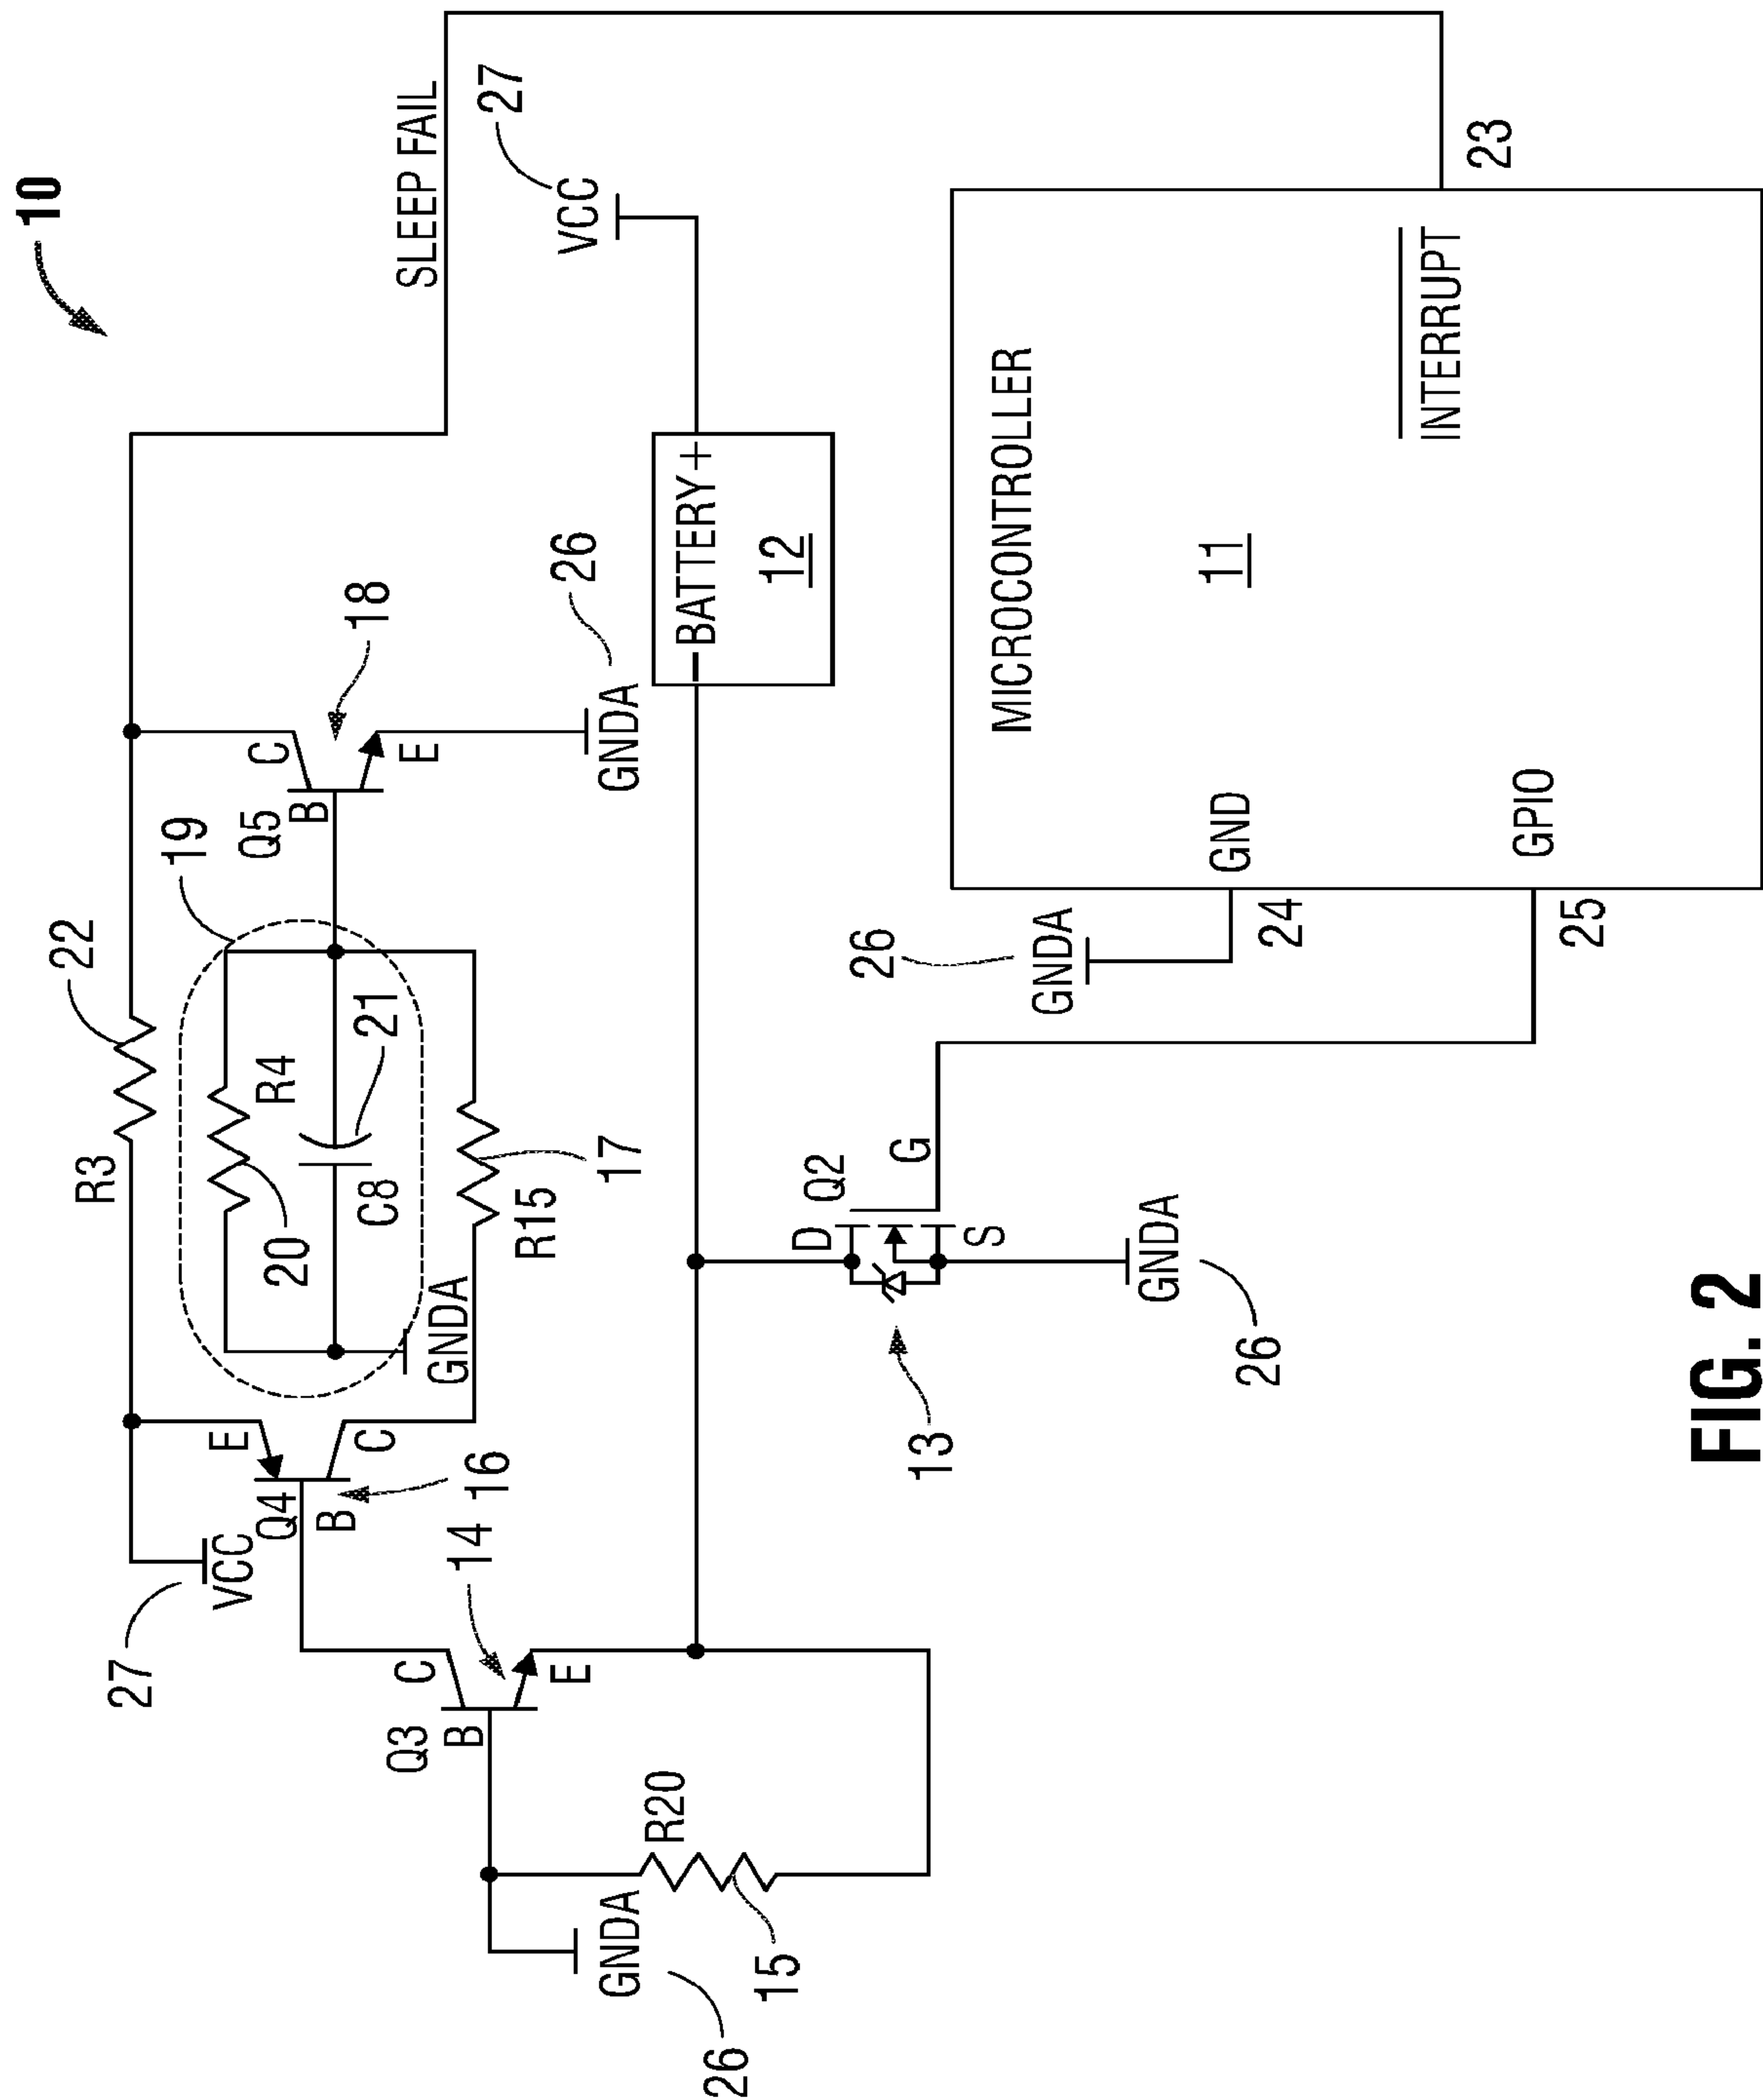 10
SLEEP FAIL
27
VCC
22
R3
19
R4
20
C8
21
GNDA
R15
17
Q5
B
C
E
18
GNDA
26
27
VCC
Q4
E
B
C
16
14
Q3
C
B
E
R20
15
GNDA
26
−BATTERY+
12
D
Q2
G
S
13
GNDA
26
MICROCONTROLLER
11
INTERRUPT
23
GND
24
GNDA
26
GPIO
25
FIG. 2